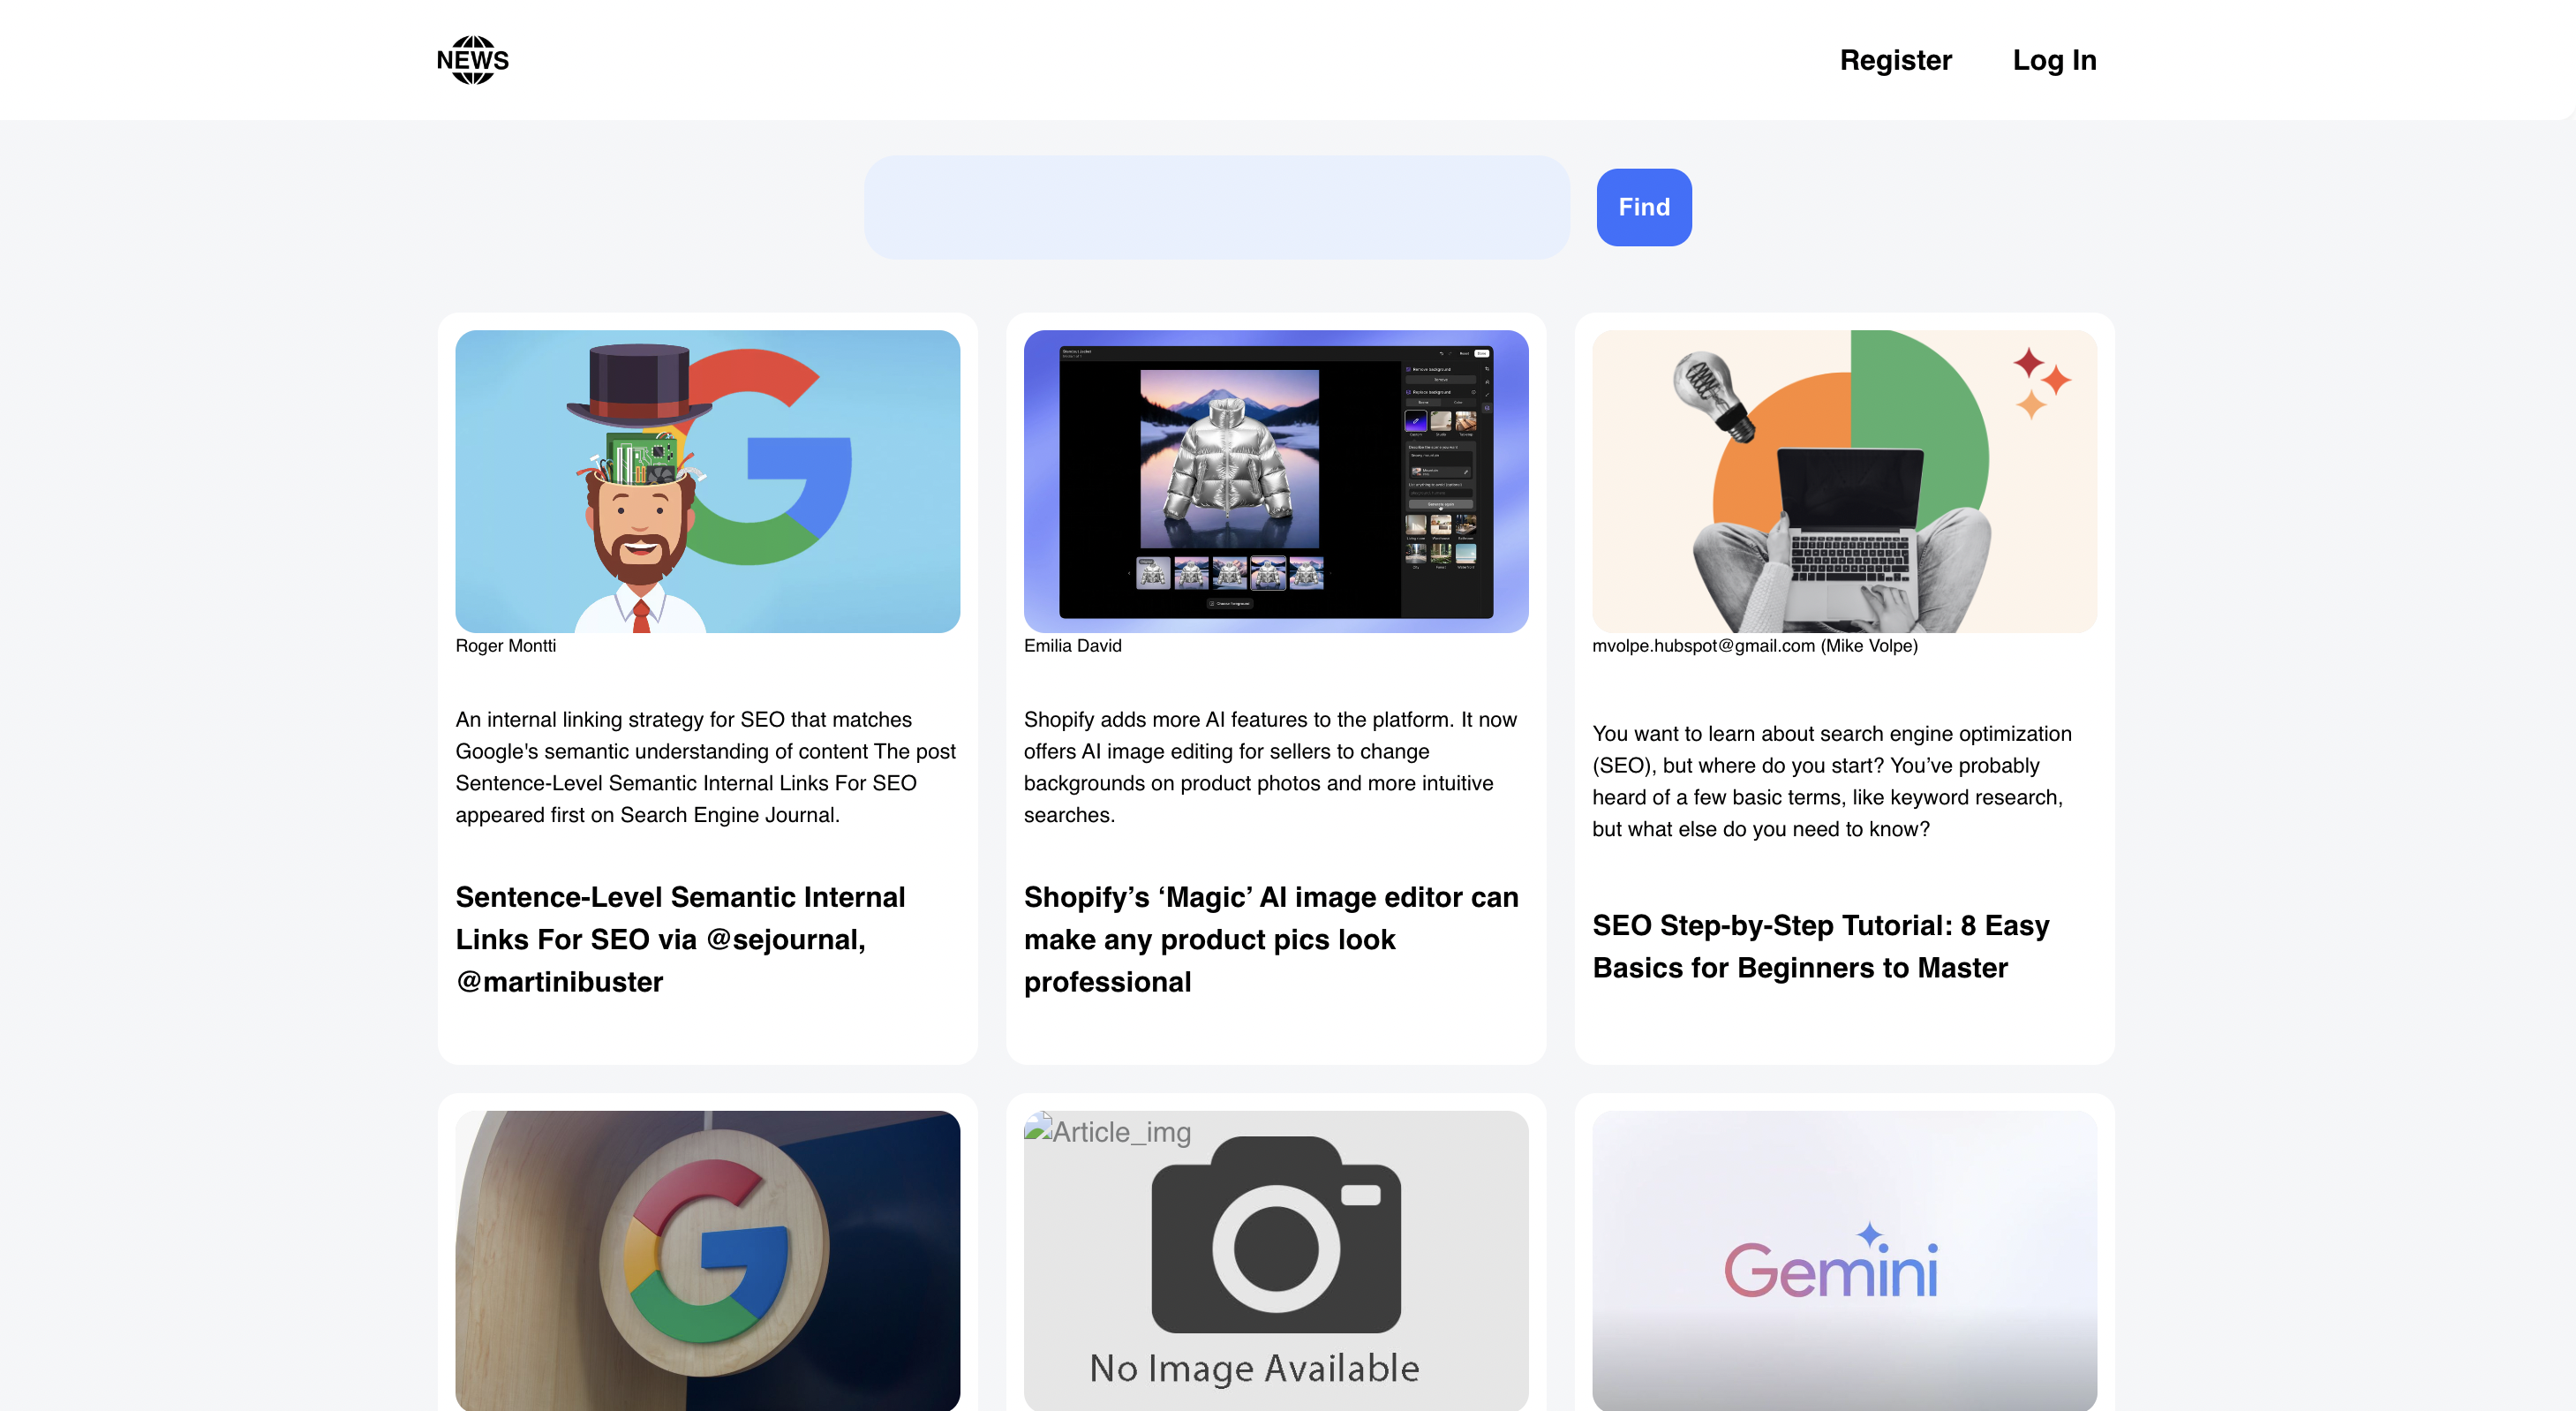 NEWS
Register
Log In
Find
Roger Montti
An internal linking strategy for SEO that matches
Google's semantic understanding of content The post
Sentence-Level Semantic Internal Links For SEO
appeared first on Search Engine Journal.
Sentence-Level Semantic Internal
Links For SEO via @sejournal,
@martinibuster
Remove background
Replace background
Emilia David
Shopify adds more AI features to the platform. It now
offers AI image editing for sellers to change
backgrounds on product photos and more intuitive
searches.
Shopify’s ‘Magic’ AI image editor can
make any product pics look
professional
mvolpe.hubspot@gmail.com (Mike Volpe)
You want to learn about search engine optimization
(SEO), but where do you start? You’ve probably
heard of a few basic terms, like keyword research,
but what else do you need to know?
SEO Step-by-Step Tutorial: 8 Easy
Basics for Beginners to Master
Article_img
No Image Available
Gemini